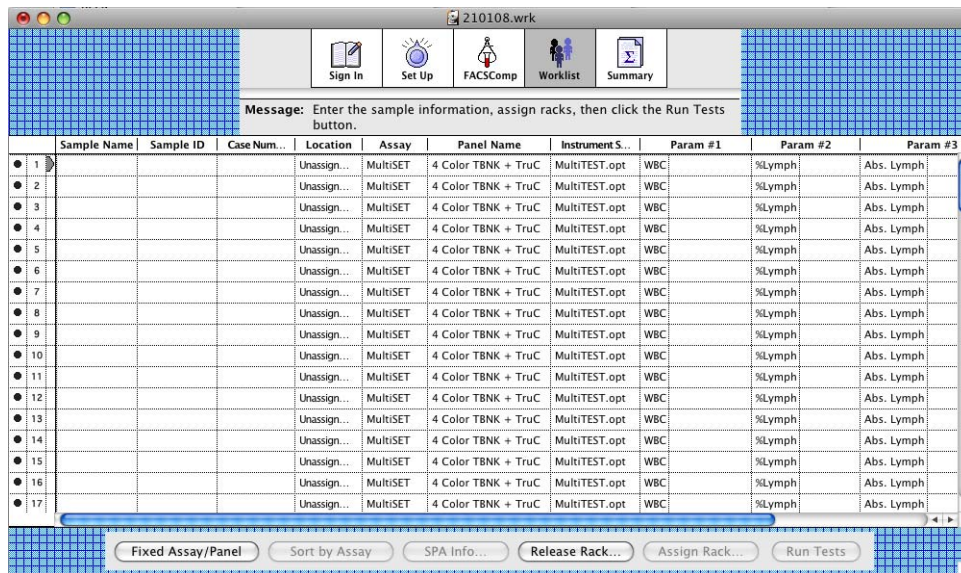 210108.wrk
Sign In Set Up FACSComp Worklist Summary
Message: Enter the sample information, assign racks, then click the Run Tests
button.
Sample Name Sample ID Case Num... Location Assay Panel Name Instrument S... Param #1 Param #2 Param #3
1 Unassign... MultiSET 4 Color TBNK + TruC MultiTEST.opt WBC %Lymph Abs. Lymph
2 Unassign... MultiSET 4 Color TBNK + TruC MultiTEST.opt WBC %Lymph Abs. Lymph
3 Unassign... MultiSET 4 Color TBNK + TruC MultiTEST.opt WBC %Lymph Abs. Lymph
4 Unassign... MultiSET 4 Color TBNK + TruC MultiTEST.opt WBC %Lymph Abs. Lymph
5 Unassign... MultiSET 4 Color TBNK + TruC MultiTEST.opt WBC %Lymph Abs. Lymph
6 Unassign... MultiSET 4 Color TBNK + TruC MultiTEST.opt WBC %Lymph Abs. Lymph
7 Unassign... MultiSET 4 Color TBNK + TruC MultiTEST.opt WBC %Lymph Abs. Lymph
8 Unassign... MultiSET 4 Color TBNK + TruC MultiTEST.opt WBC %Lymph Abs. Lymph
9 Unassign... MultiSET 4 Color TBNK + TruC MultiTEST.opt WBC %Lymph Abs. Lymph
10 Unassign... MultiSET 4 Color TBNK + TruC MultiTEST.opt WBC %Lymph Abs. Lymph
11 Unassign... MultiSET 4 Color TBNK + TruC MultiTEST.opt WBC %Lymph Abs. Lymph
12 Unassign... MultiSET 4 Color TBNK + TruC MultiTEST.opt WBC %Lymph Abs. Lymph
13 Unassign... MultiSET 4 Color TBNK + TruC MultiTEST.opt WBC %Lymph Abs. Lymph
14 Unassign... MultiSET 4 Color TBNK + TruC MultiTEST.opt WBC %Lymph Abs. Lymph
15 Unassign... MultiSET 4 Color TBNK + TruC MultiTEST.opt WBC %Lymph Abs. Lymph
16 Unassign... MultiSET 4 Color TBNK + TruC MultiTEST.opt WBC %Lymph Abs. Lymph
17 Unassign... MultiSET 4 Color TBNK + TruC MultiTEST.opt WBC %Lymph Abs. Lymph
Fixed Assay/Panel Sort by Assay SPA Info... Release Rack... Assign Rack... Run Tests